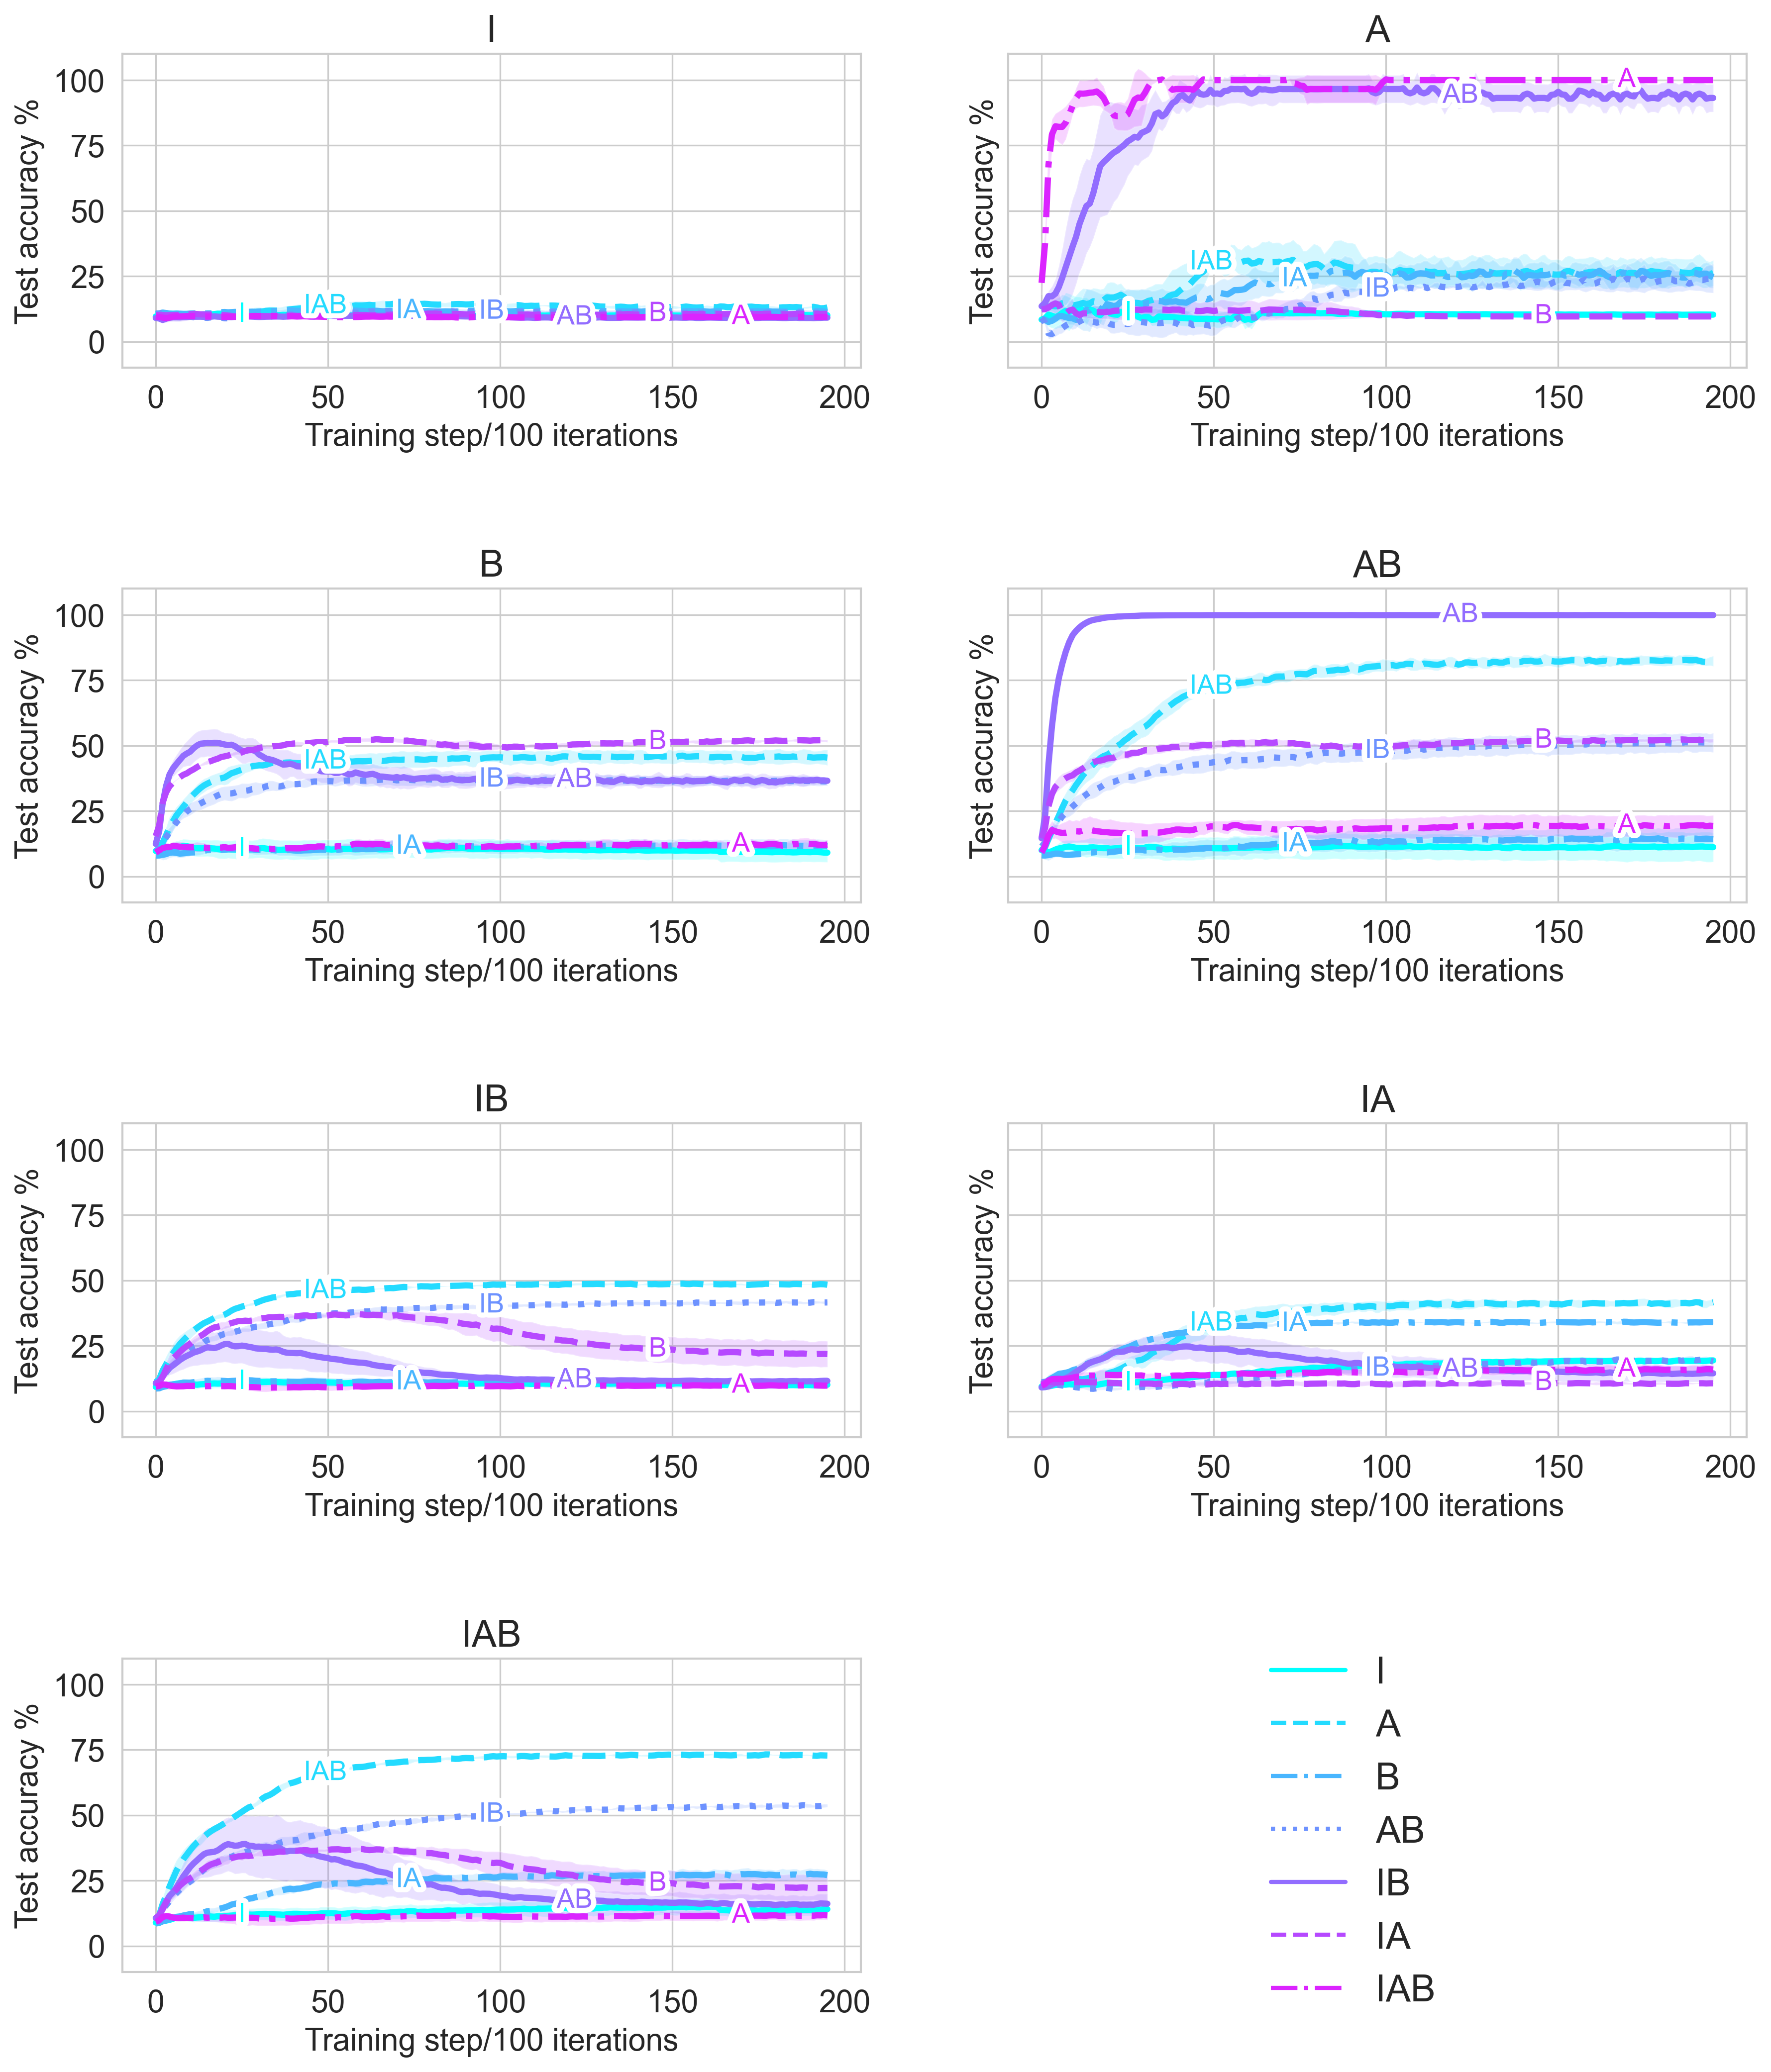 I
Test accuracy %
100
75
50
25
0
I IAB IA IB AB B A
0 50 100 150 200
Training step/100 iterations
A
Test accuracy %
A
AB
IAB
IA
IB
I
B
0 50 100 150 200
Training step/100 iterations
B
Test accuracy %
100
75
50
25
0
B
IAB
IB AB
I IA A
0 50 100 150 200
Training step/100 iterations
AB
Test accuracy %
AB
IAB
IB B
A
I IA
0 50 100 150 200
Training step/100 iterations
IB
Test accuracy %
100
75
50
25
0
IAB
IB
B
I IA AB A
0 50 100 150 200
Training step/100 iterations
IA
Test accuracy %
IAB IA
IB AB A
I B
0 50 100 150 200
Training step/100 iterations
IAB
Test accuracy %
100
75
50
25
0
IAB
IB
IA B
AB
I A
0 50 100 150 200
Training step/100 iterations
I
A
B
AB
IB
IA
IAB